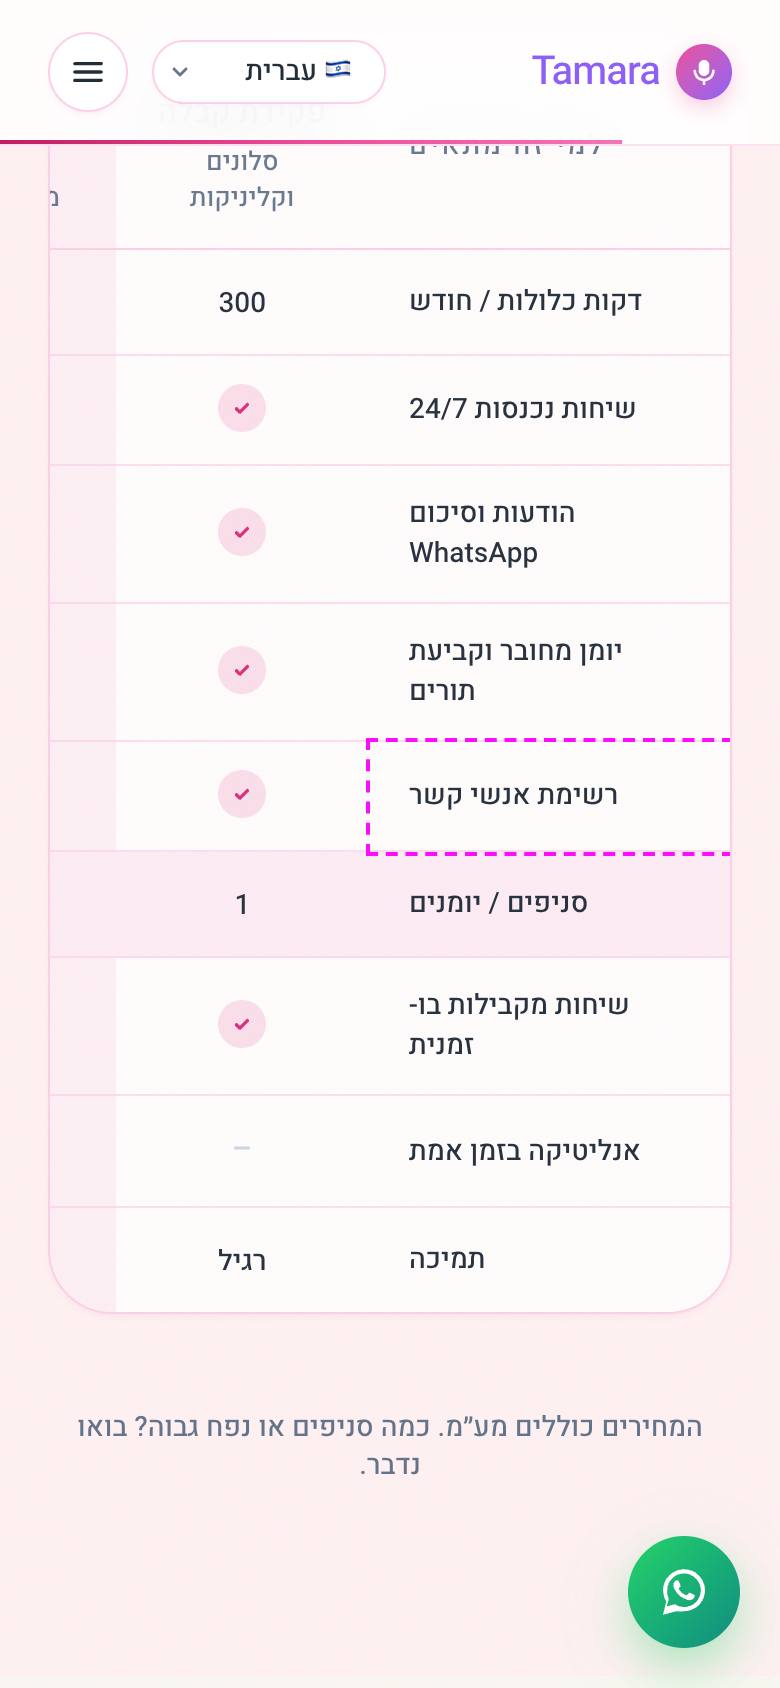 Tamara
🇮🇱 עברית
סלונים
וקליניקות
דקות כלולות / חודש
300
שיחות נכנסות 24/7
הודעות וסיכום
WhatsApp
יומן מחובר וקביעת
תורים
רשימת אנשי קשר
סניפים / יומנים
1
שיחות מקבילות בו-
זמנית
אנליטיקה בזמן אמת
–
תמיכה
רגיל
המחירים כוללים מע״מ. כמה סניפים או נפח גבוה? בואו
נדבר.